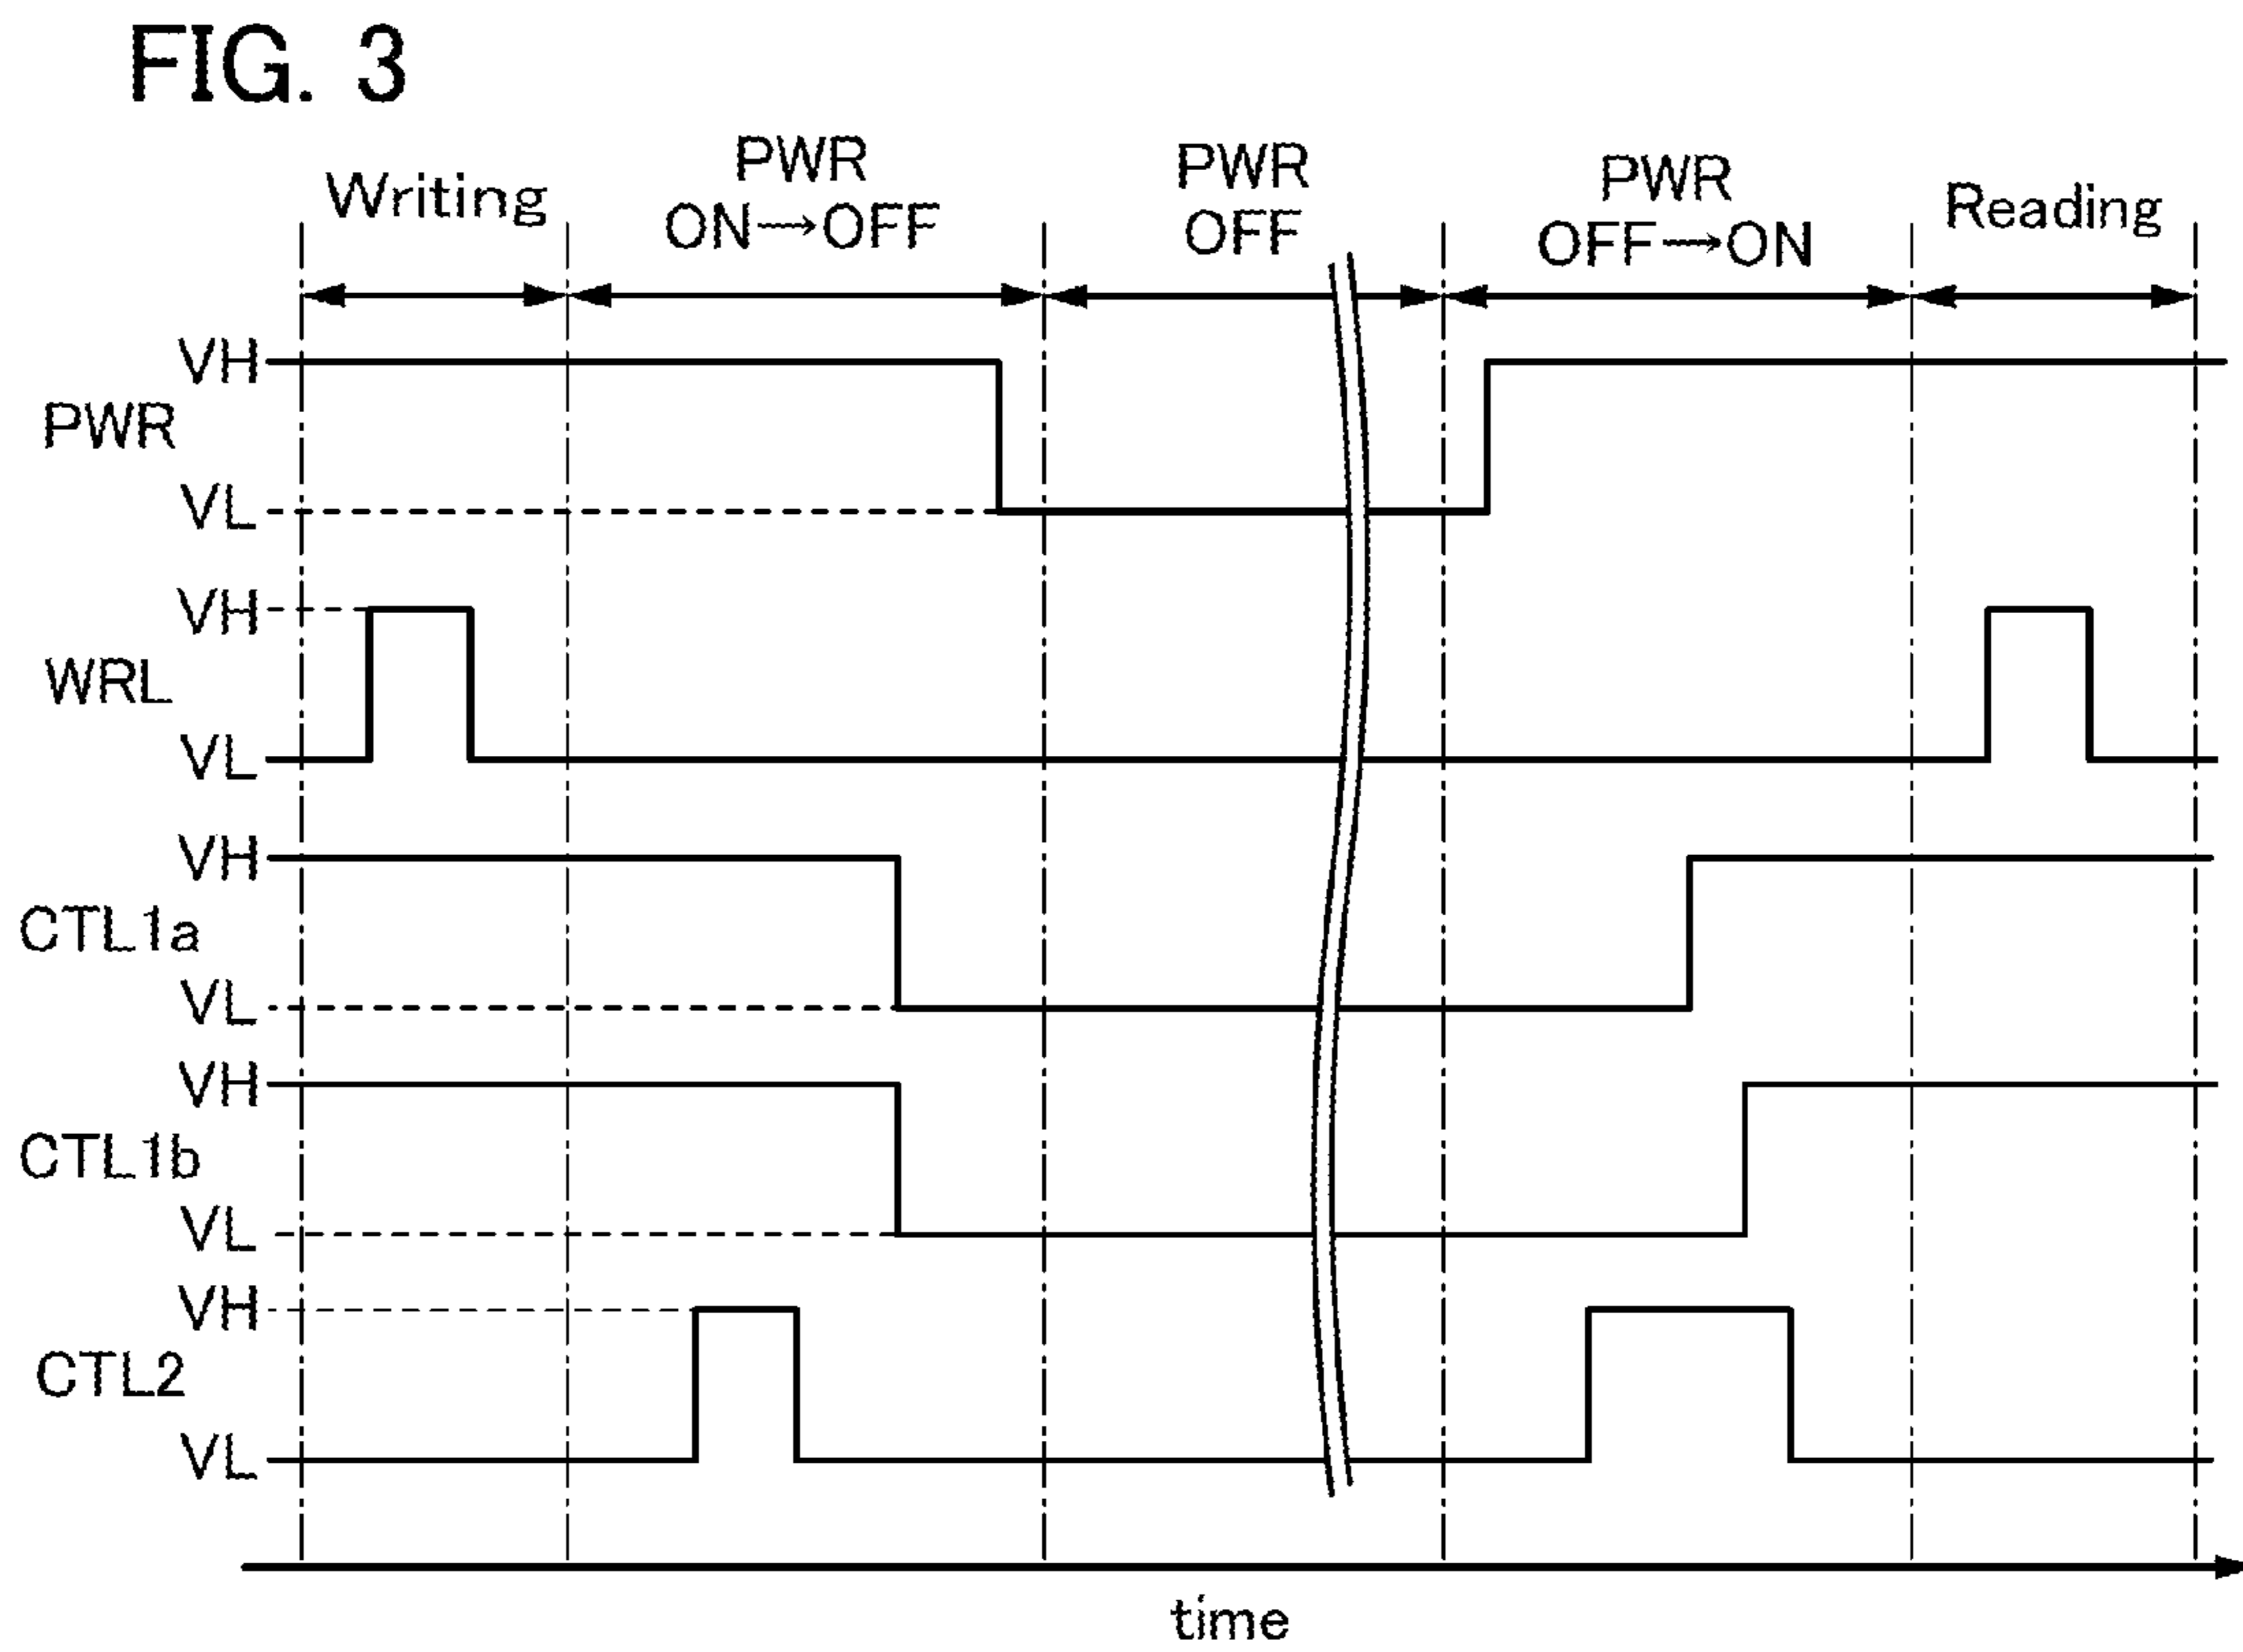 FIG. 3
Writing
PWR
ON→OFF
PWR
OFF
PWR
OFF→ON
Reading
VH
PWR
VL
VH
WRL
VL
VH
CTL1a
VL
VH
CTL1b
VL
VH
CTL2
VL
time